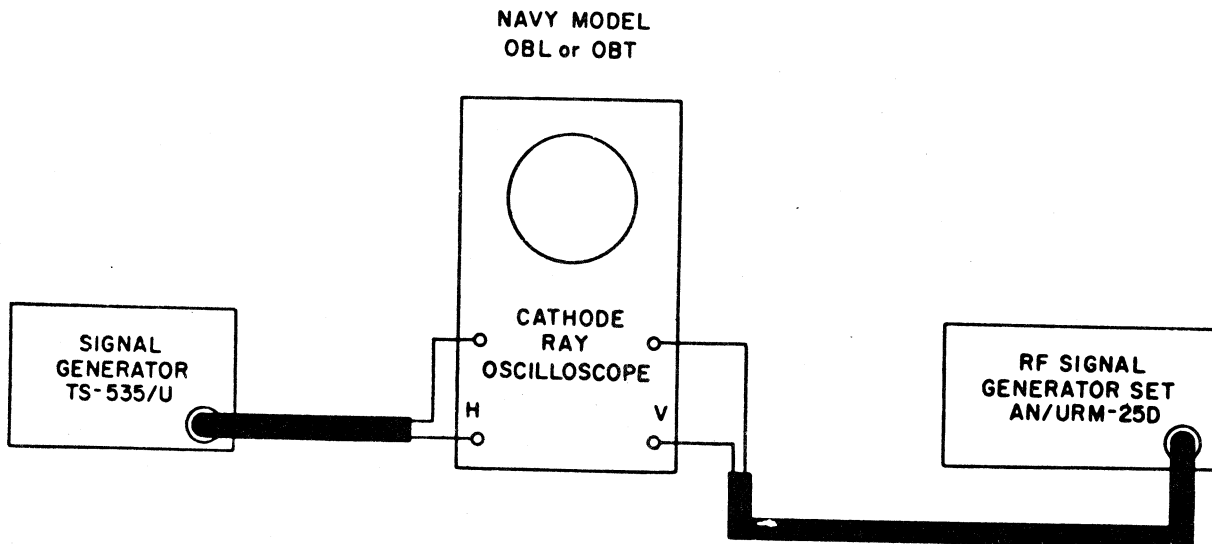 NAVY MODEL
OBL or OBT
SIGNAL
GENERATOR
TS-535/U
CATHODE
RAY
OSCILLOSCOPE
H
V
RF SIGNAL
GENERATOR SET
AN/URM-25D